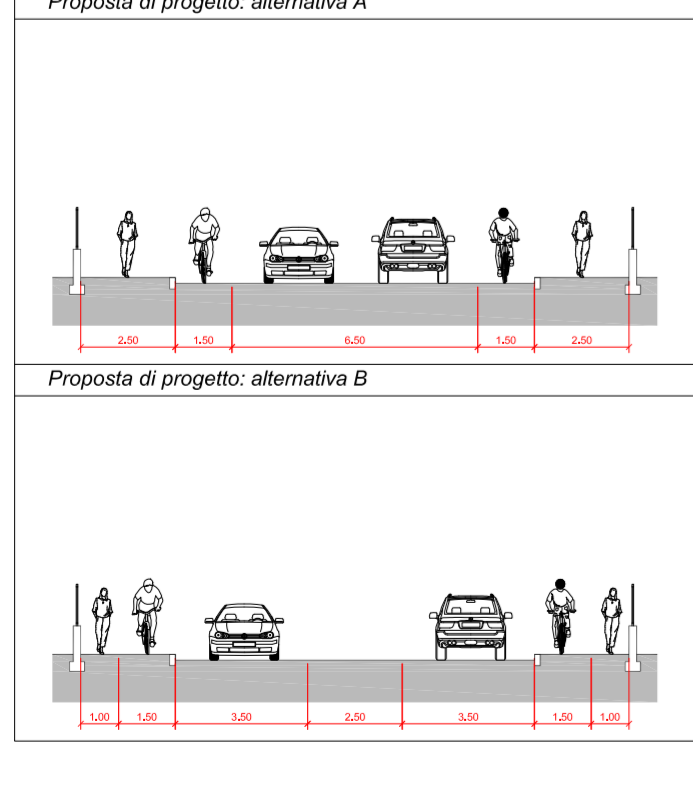 Proposta di progetto: alternativa A
2.50 1.50 6.50 1.50 2.50
Proposta di progetto: alternativa B
1.00 1.50 3.50 2.50 3.50 1.50 1.00